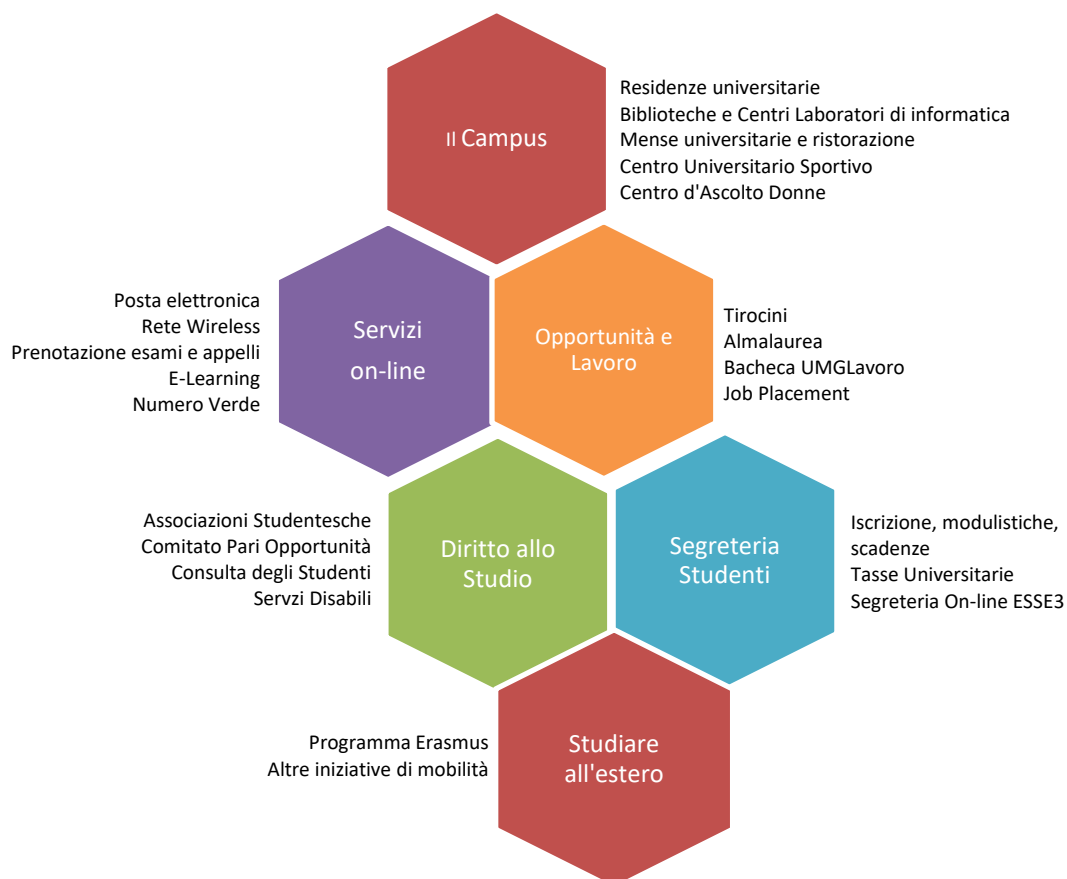 Il Campus
Residenze universitarie
Biblioteche e Centri Laboratori di informatica
Mense universitarie e ristorazione
Centro Universitario Sportivo
Centro d'Ascolto Donne
Posta elettronica
Rete Wireless
Prenotazione esami e appelli
E-Learning
Numero Verde
Servizi
on-line
Opportunità e
Lavoro
Tirocini
Almalaurea
Bacheca UMGLavoro
Job Placement
Associazioni Studentesche
Comitato Pari Opportunità
Consulta degli Studenti
Servzi Disabili
Diritto allo
Studio
Segreteria
Studenti
Iscrizione, modulistiche,
scadenze
Tasse Universitarie
Segreteria On-line ESSE3
Programma Erasmus
Altre iniziative di mobilità
Studiare
all'estero